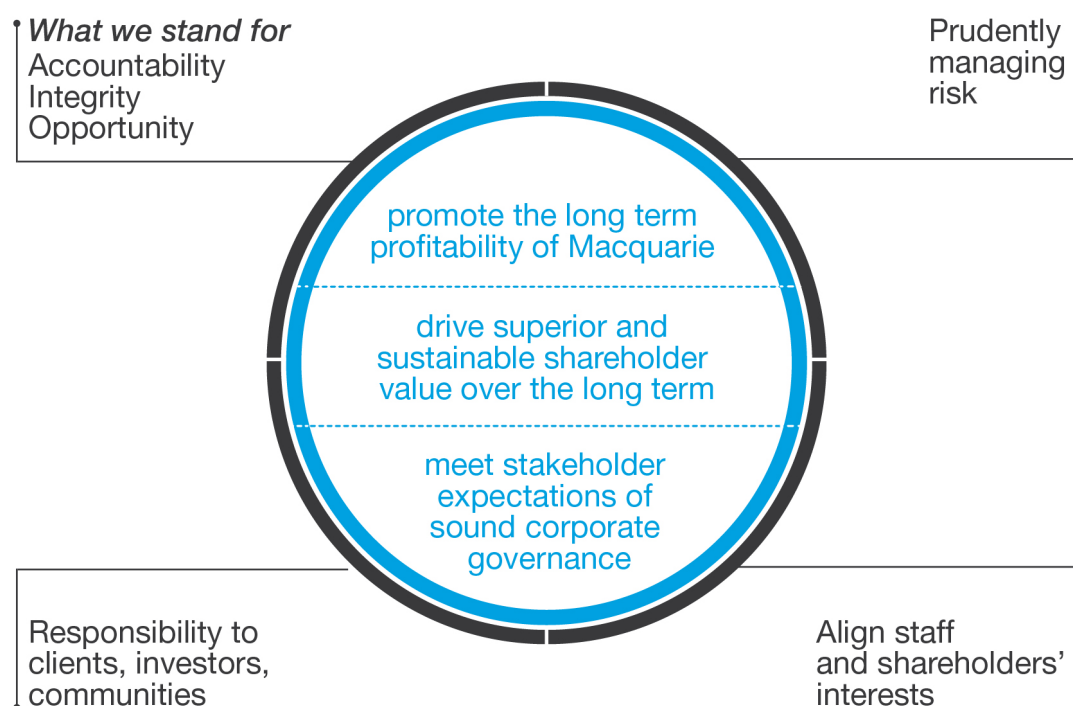 What we stand for
Accountability
Integrity
Opportunity
Prudently
managing
risk
promote the long term
profitability of Macquarie
drive superior and
sustainable shareholder
value over the long term
meet stakeholder
expectations of
sound corporate
governance
Responsibility to
clients, investors,
communities
Align staff
and shareholders’
interests